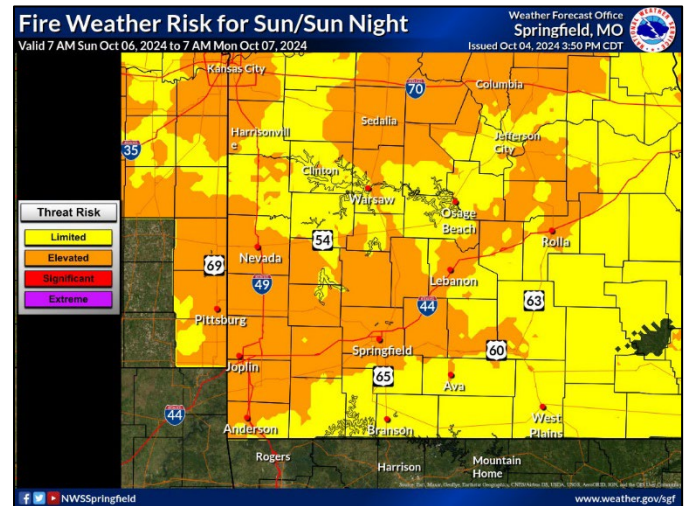 Fire Weather Risk for Sun/Sun Night
Valid 7 AM Sun Oct 06, 2024 to 7 AM Mon Oct 07, 2024
Weather Forecast Office
Springfield, MO
Issued Oct 04, 2024 3:50 PM CDT
Kansas City
70
Columbia
Sedalia
Harrisonvill
e
Jefferson
City
35
Clinton
Warsaw
Osage
Beach
Threat Risk
Limited
Elevated
Significant
Extreme
54
Rolla
69
Nevada
Lebanon
49
44
63
Pittsburg
Springfield
60
Joplin
65
Ava
44
Anderson
Branson
West
Plains
Rogers
Harrison
Mountain
Home
NWSSpringfield
www.weather.gov/sgf